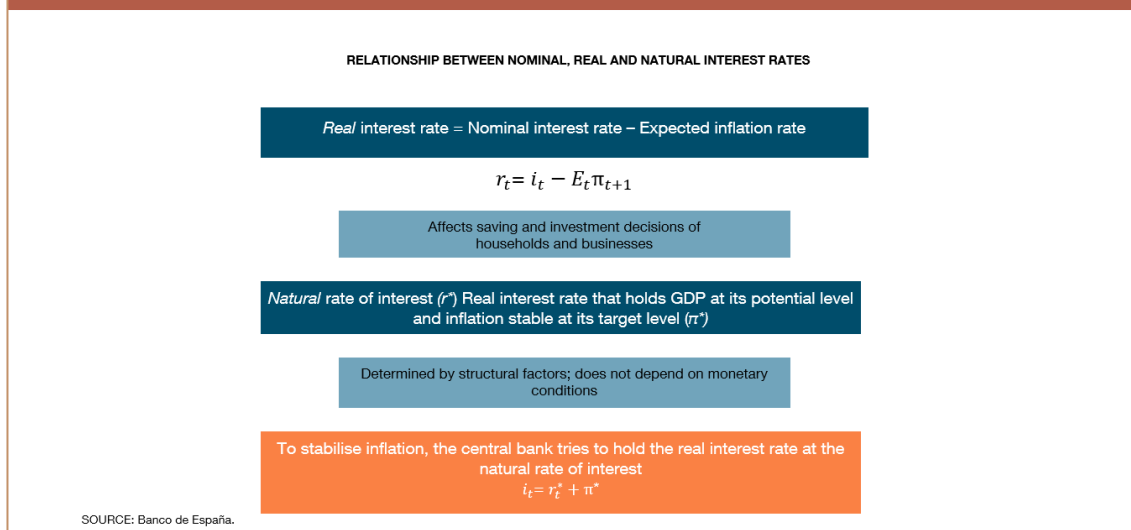 RELATIONSHIP BETWEEN NOMINAL, REAL AND NATURAL INTEREST RATES
Real interest rate = Nominal interest rate – Expected inflation rate
rₜ= iₜ − Eₜπₜ₊₁
Affects saving and investment decisions of
households and businesses
Natural rate of interest (r*) Real interest rate that holds GDP at its potential level
and inflation stable at its target level (π*)
Determined by structural factors; does not depend on monetary
conditions
To stabilise inflation, the central bank tries to hold the real interest rate at the
natural rate of interest
iₜ= rₜ* + π*
SOURCE: Banco de España.